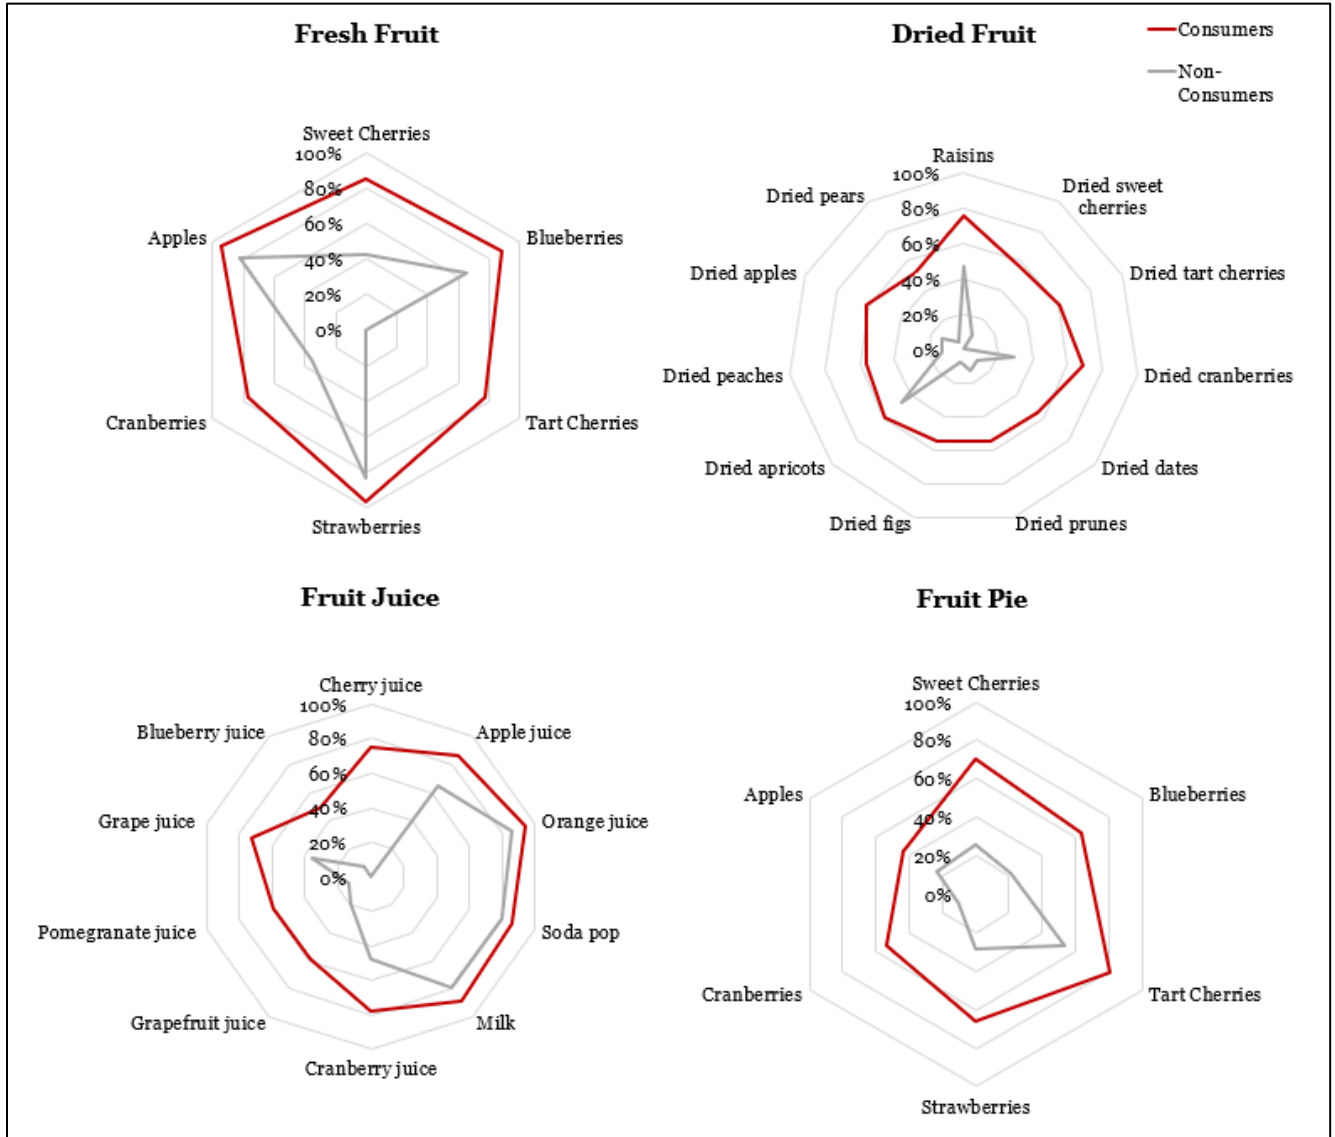 Fresh Fruit
Dried Fruit
Consumers
Non-
Consumers
Sweet Cherries
100%
80%
60%
40%
20%
0%
Apples
Blueberries
Cranberries
Tart Cherries
Strawberries
Raisins
100%
80%
60%
40%
20%
0%
Dried pears
Dried sweet
cherries
Dried apples
Dried tart cherries
Dried peaches
Dried cranberries
Dried apricots
Dried dates
Dried figs
Dried prunes
Fruit Juice
Fruit Pie
Cherry juice
100%
80%
60%
40%
20%
0%
Blueberry juice
Apple juice
Grape juice
Orange juice
Pomegranate juice
Soda pop
Grapefruit juice
Milk
Cranberry juice
Sweet Cherries
100%
80%
60%
40%
20%
0%
Apples
Blueberries
Cranberries
Tart Cherries
Strawberries